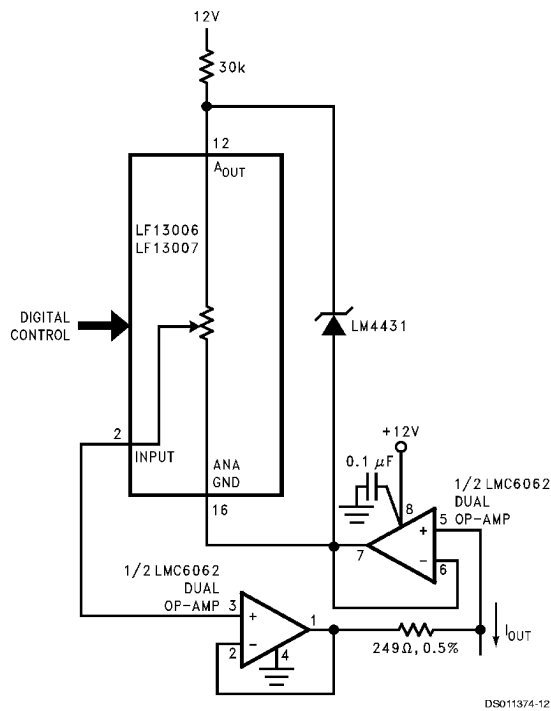 12V
30k
12
AOUT
LF13006
LF13007
DIGITAL
CONTROL
LM4431
2
INPUT
+12V
0.1 μF
ANA
GND
16
8
1/2 LMC6062
DUAL
OP-AMP
5
+
7
−
6
1/2 LMC6062
DUAL
OP-AMP
3
+
1
−
2
4
249Ω, 0.5%
IOUT
DS011374-12